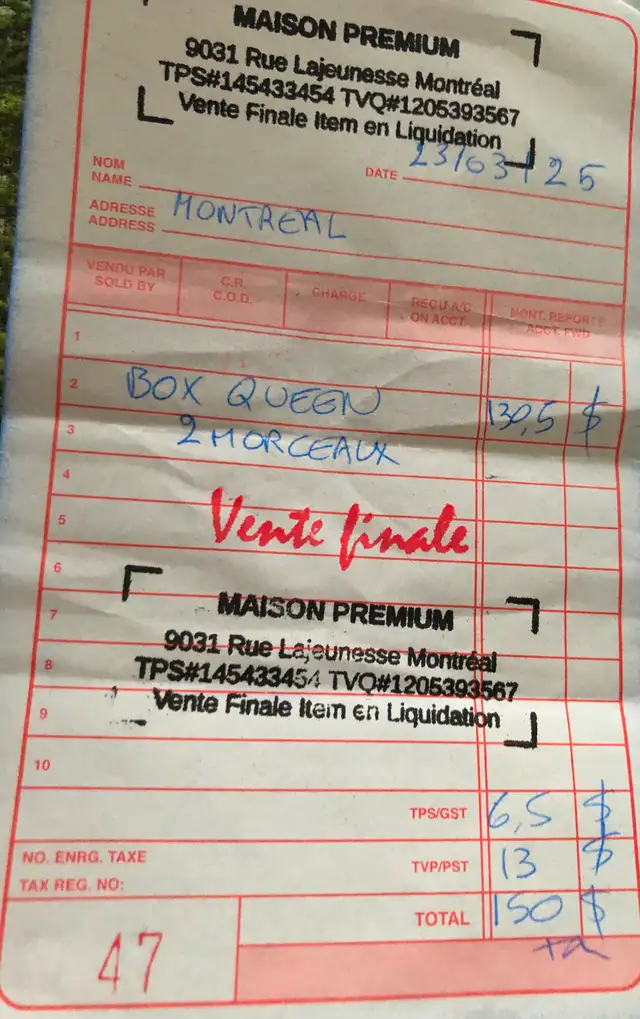 MAISON PREMIUM
9031 Rue Lajeunesse Montréal
TPS#145433454 TVQ#1205393567
Vente Finale Item en Liquidation
NOM
NAME
DATE 23/03/25
ADRESSE
ADDRESS
MONTREAL
VENDU PAR
SOLD BY
C.R.
C.O.D.
CHARGE
RECU A/C
ON ACCT.
MONT. REPORTÉ
ACCT. FWD
1
2 BOX QUEEN 130,5 $
3 2 MORCEAUX
4
5 Vente finale
6
7 MAISON PREMIUM
9031 Rue Lajeunesse Montréal
8 TPS#145433454 TVQ#1205393567
9 Vente Finale Item en Liquidation
10
TPS/GST 6,5 $
NO. ENRG. TAXE
TAX REG. NO:
TVP/PST 13 $
TOTAL 150 $
47